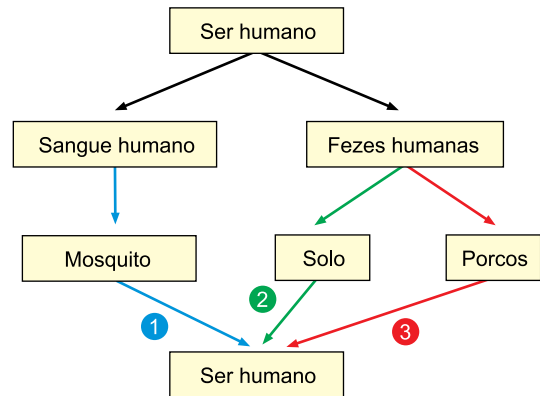 Ser humano
Sangue humano
Fezes humanas
Mosquito
Solo
Porcos
1
2
3
Ser humano